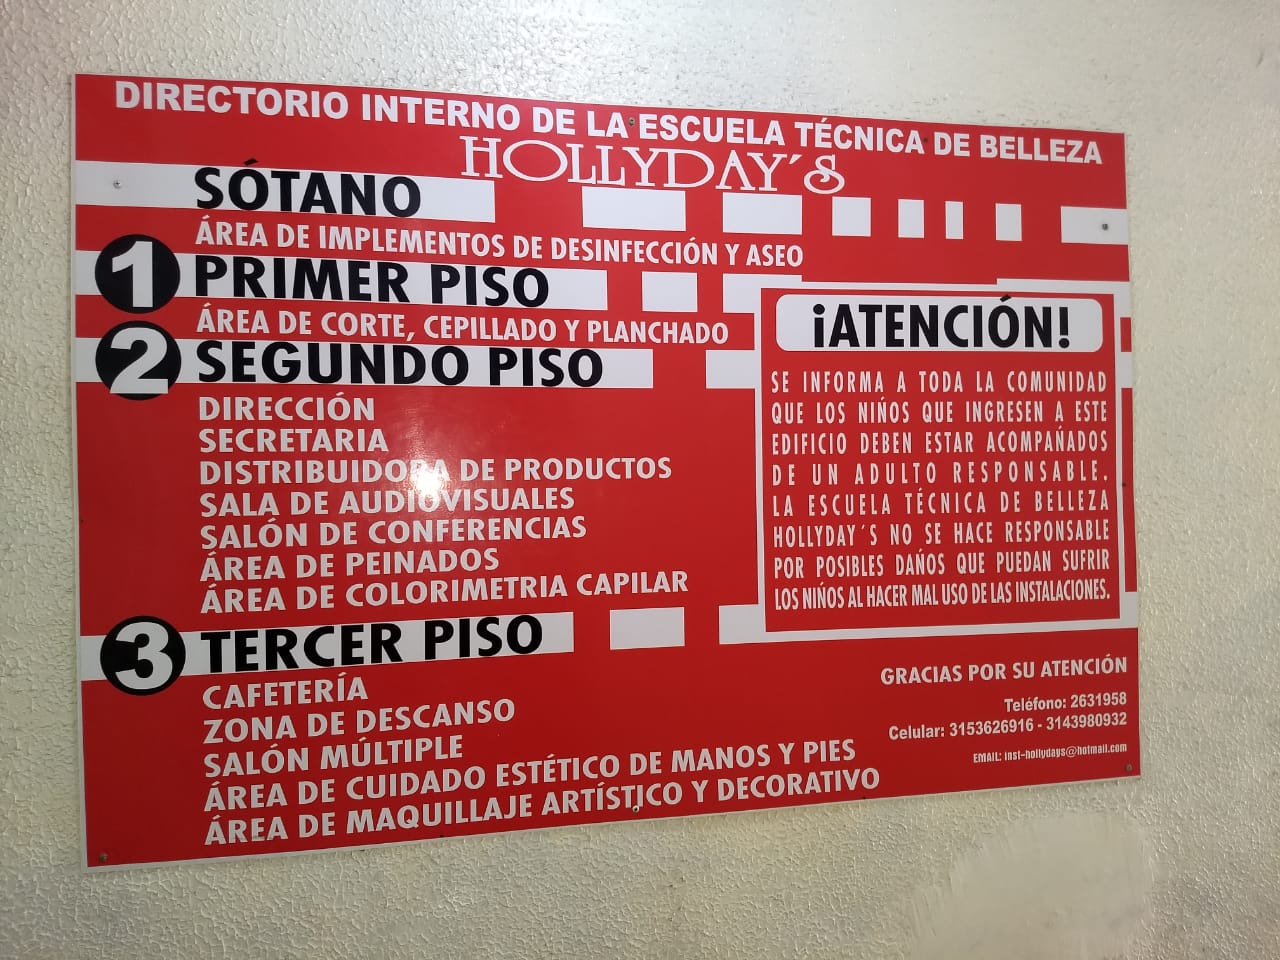 DIRECTORIO INTERNO DE LA ESCUELA TÉCNICA DE BELLEZA
HOLLYDAY´S
SÓTANO
ÁREA DE IMPLEMENTOS DE DESINFECCIÓN Y ASEO
1 PRIMER PISO
ÁREA DE CORTE, CEPILLADO Y PLANCHADO
2 SEGUNDO PISO
DIRECCIÓN
SECRETARIA
DISTRIBUIDORA DE PRODUCTOS
SALA DE AUDIOVISUALES
SALÓN DE CONFERENCIAS
ÁREA DE PEINADOS
ÁREA DE COLORIMETRIA CAPILAR
3 TERCER PISO
CAFETERÍA
ZONA DE DESCANSO
SALÓN MÚLTIPLE
ÁREA DE CUIDADO ESTÉTICO DE MANOS Y PIES
ÁREA DE MAQUILLAJE ARTÍSTICO Y DECORATIVO
¡ATENCIÓN!
SE INFORMA A TODA LA COMUNIDAD
QUE LOS NIÑOS QUE INGRESEN A ESTE
EDIFICIO DEBEN ESTAR ACOMPAÑADOS
DE UN ADULTO RESPONSABLE.
LA ESCUELA TÉCNICA DE BELLEZA
HOLLYDAY´S NO SE HACE RESPONSABLE
POR POSIBLES DAÑOS QUE PUEDAN SUFRIR
LOS NIÑOS AL HACER MAL USO DE LAS INSTALACIONES.
GRACIAS POR SU ATENCIÓN
Teléfono: 2631958
Celular: 3153626916 - 3143980932
EMAIL: inst-hollydays@hotmail.com